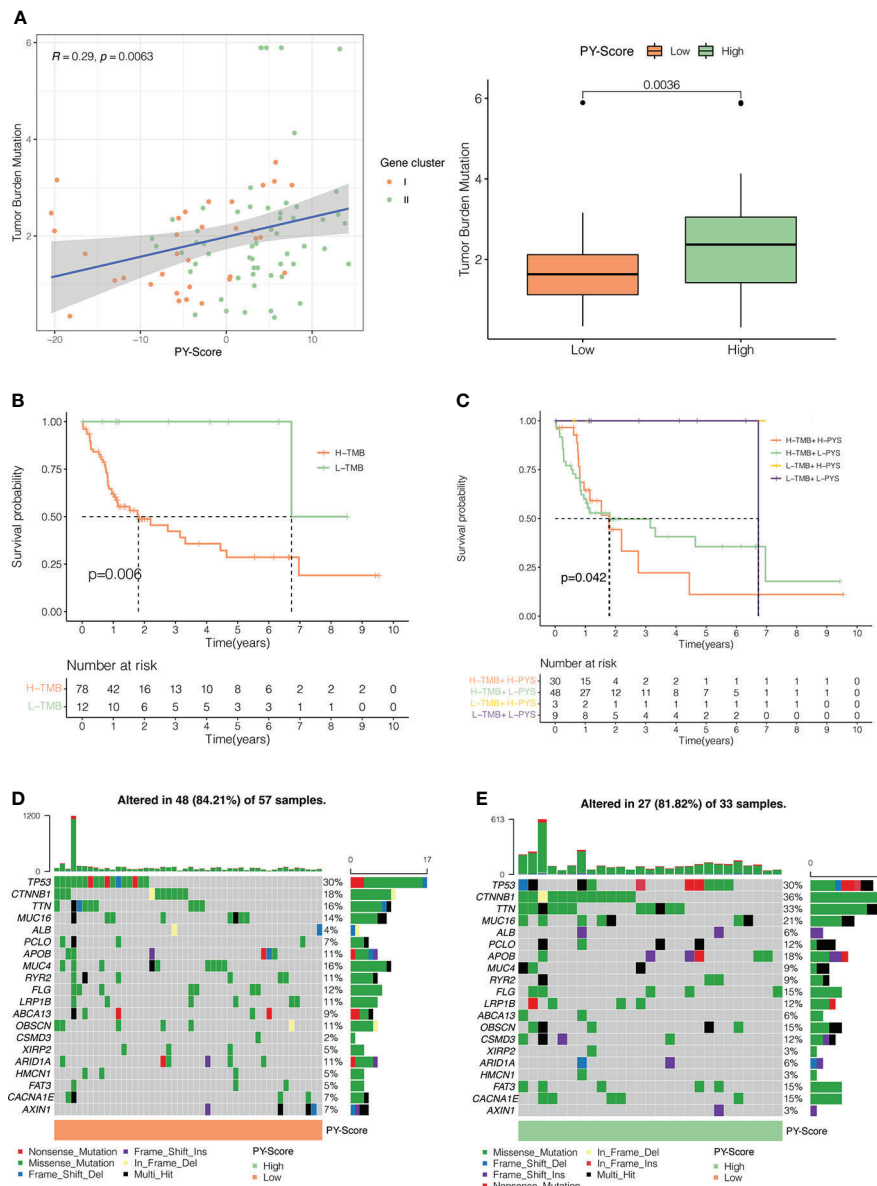 A
R = 0.29, p = 0.0063
Tumor Burden Mutation
6
4
2
−20 −10 0 10
PY-Score
Gene cluster
I
II
PY-Score Low High
0.0036
Tumor Burden Mutation
6
4
2
Low High
B
Survival probability
1.00
0.75
0.50
0.25
0.00
H−TMB
L−TMB
p=0.006
0 1 2 3 4 5 6 7 8 9 10
Time(years)
Number at risk
H−TMB 78 42 16 13 10 8 6 2 2 2 0
L−TMB 12 10 6 5 5 3 3 1 1 0 0
0 1 2 3 4 5 6 7 8 9 10
Time(years)
C
Survival probability
1.00
0.75
0.50
0.25
0.00
H−TMB+ H−PYS
H−TMB+ L−PYS
L−TMB+ H−PYS
L−TMB+ L−PYS
p=0.042
0 1 2 3 4 5 6 7 8 9 10
Time(years)
Number at risk
H−TMB+ H−PYS 30 15 4 2 2 1 1 1 1 1 0
H−TMB+ L−PYS 48 27 12 11 8 7 5 1 1 1 0
L−TMB+ H−PYS 3 2 1 1 1 1 1 0 0 0 0
L−TMB+ L−PYS 9 8 5 4 4 2 2 0 0 0 0
0 1 2 3 4 5 6 7 8 9 10
Time(years)
D
Altered in 48 (84.21%) of 57 samples.
1200
0
0 17
TP53 30%
CTNNB1 18%
TTN 16%
MUC16 14%
ALB 4%
PCLO 7%
APOB 11%
MUC4 16%
RYR2 11%
FLG 12%
LRP1B 11%
ABCA13 9%
OBSCN 11%
CSMD3 2%
XIRP2 5%
ARID1A 11%
HMCN1 5%
FAT3 5%
CACNA1E 7%
AXIN1 7%
PY-Score
Nonsense_Mutation Frame_Shift_Ins PY-Score
Missense_Mutation In_Frame_Del High
Frame_Shift_Del Multi_Hit Low
E
Altered in 27 (81.82%) of 33 samples.
613
0
0
TP53 30%
CTNNB1 36%
TTN 33%
MUC16 21%
ALB 6%
PCLO 12%
APOB 18%
MUC4 9%
RYR2 9%
FLG 15%
LRP1B 12%
ABCA13 6%
OBSCN 15%
CSMD3 12%
XIRP2 3%
ARID1A 6%
HMCN1 3%
FAT3 15%
CACNA1E 15%
AXIN1 3%
PY-Score
Missense_Mutation In_Frame_Del PY-Score
Frame_Shift_Del In_Frame_Ins High
Frame_Shift_Ins Multi_Hit Low
Nonsense_Mutation